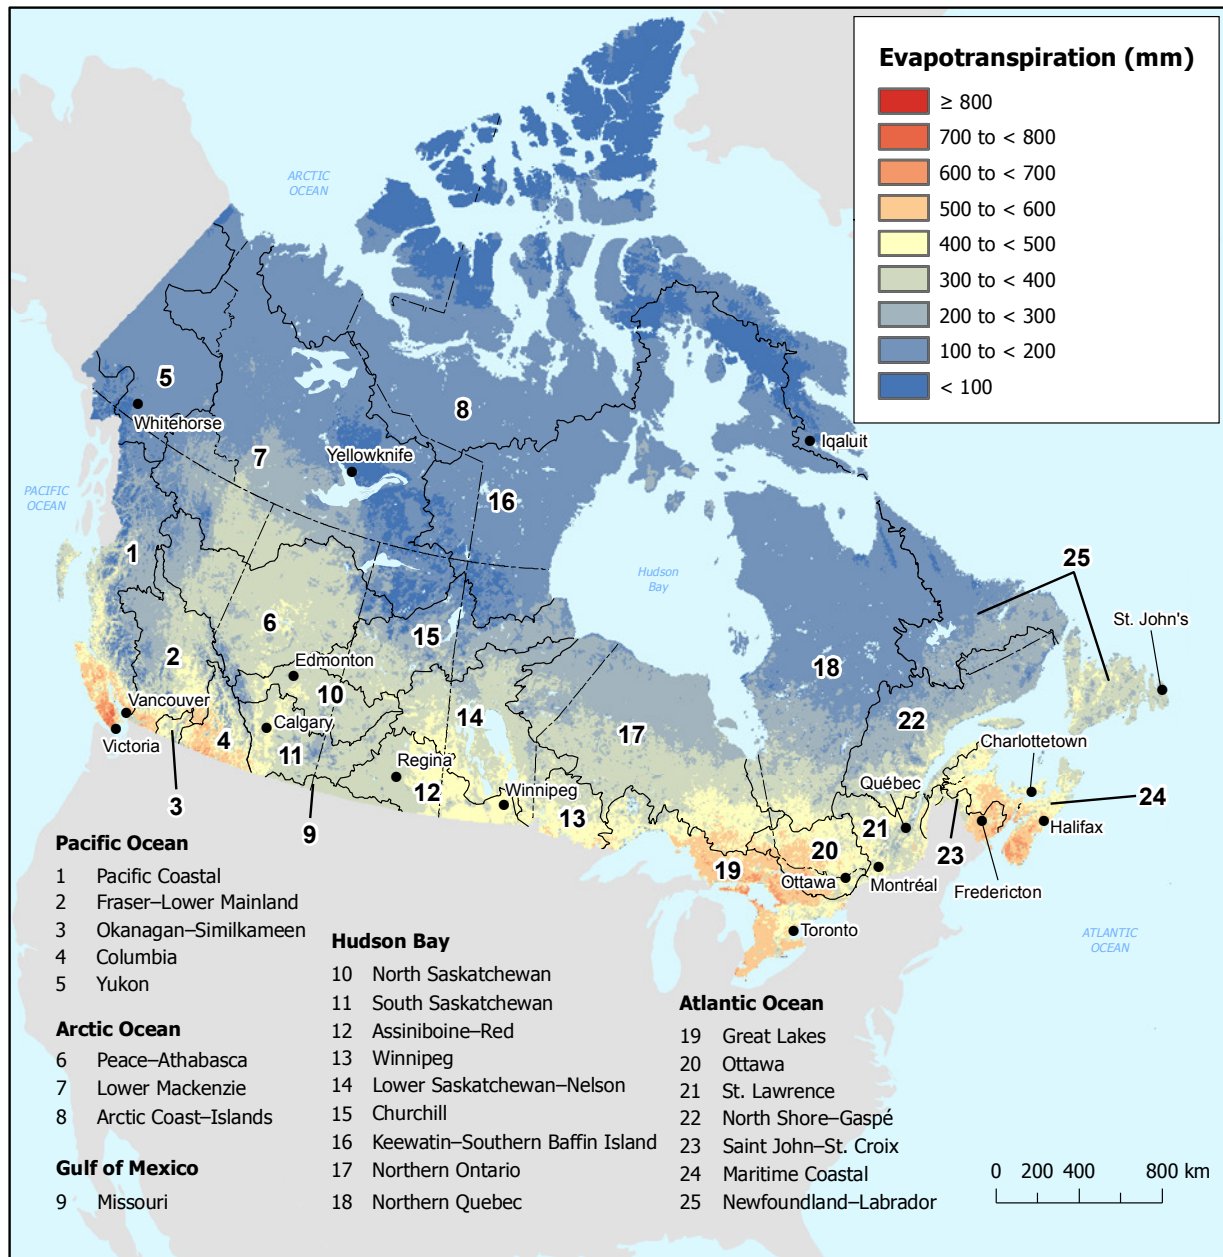 Evapotranspiration (mm)
≥ 800
700 to < 800
600 to < 700
500 to < 600
400 to < 500
300 to < 400
200 to < 300
100 to < 200
< 100
ARCTIC
OCEAN
5
Whitehorse
8
7
Yellowknife
Iqaluit
PACIFIC
OCEAN
16
1
Hudson
Bay
25
St. John's
6
15
2
Edmonton
18
10
Vancouver
Calgary
14
22
17
Victoria
4
11
Regina
Charlottetown
3
12
Winnipeg
Québec
9
13
21
24
Halifax
20
23
19
Ottawa
Montréal
Fredericton
Toronto
ATLANTIC
OCEAN
Pacific Ocean
1 Pacific Coastal
2 Fraser–Lower Mainland
3 Okanagan–Similkameen
4 Columbia
5 Yukon
Arctic Ocean
6 Peace–Athabasca
7 Lower Mackenzie
8 Arctic Coast–Islands
Gulf of Mexico
9 Missouri
Hudson Bay
10 North Saskatchewan
11 South Saskatchewan
12 Assiniboine–Red
13 Winnipeg
14 Lower Saskatchewan–Nelson
15 Churchill
16 Keewatin–Southern Baffin Island
17 Northern Ontario
18 Northern Quebec
Atlantic Ocean
19 Great Lakes
20 Ottawa
21 St. Lawrence
22 North Shore–Gaspé
23 Saint John–St. Croix
24 Maritime Coastal
25 Newfoundland–Labrador
0 200 400 800 km